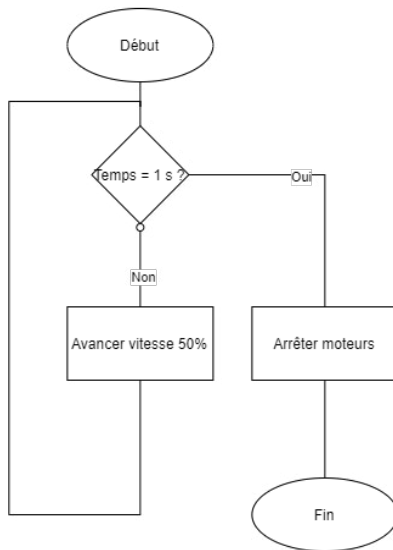 Début
Temps = 1 s ?
Oui
Non
Avancer vitesse 50%
Arrêter moteurs
Fin